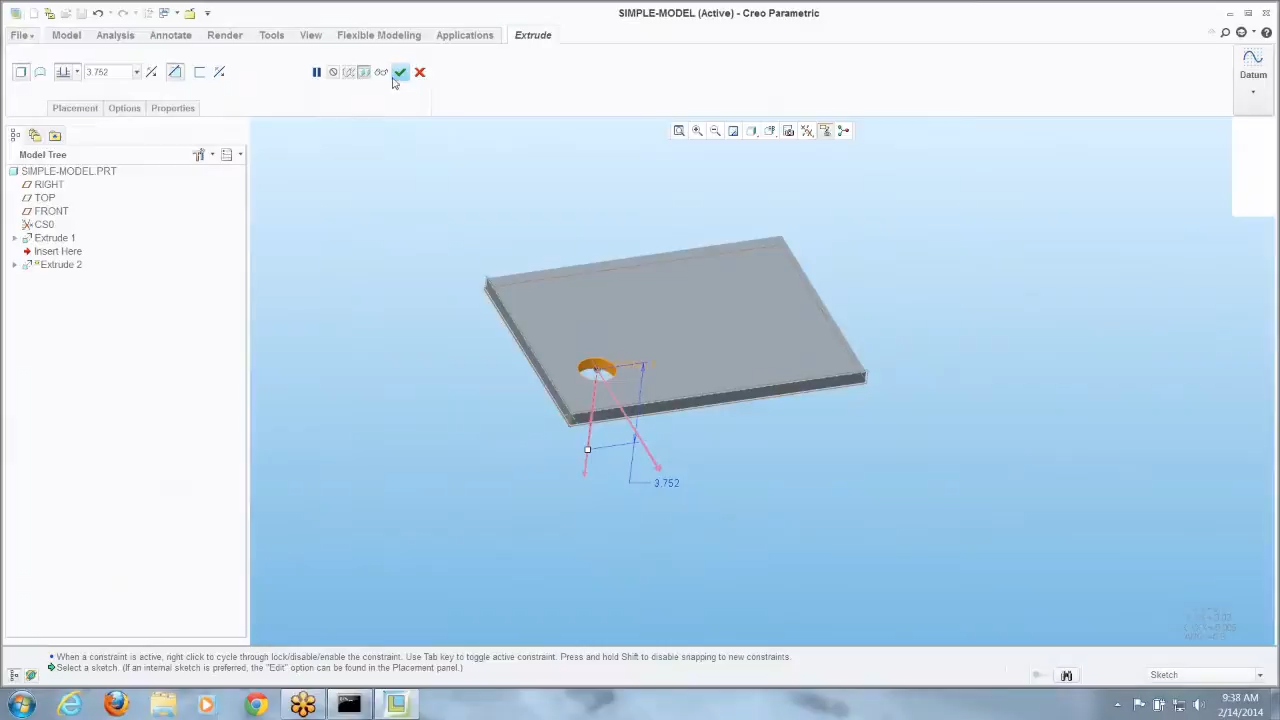 SIMPLE-MODEL (Active) - Creo Parametric
File Model Analysis Annotate Render Tools View Flexible Modeling Applications Extrude
3.752
Datum
Placement Options Properties
Model Tree
SIMPLE-MODEL.PRT
RIGHT
TOP
FRONT
CS0
Extrude 1
Insert Here
*Extrude 2
3.752
• When a constraint is active, right click to cycle through lock/disable/enable the constraint. Use Tab key to toggle active constraint. Press and hold Shift to disable snapping to new constraints.
Select a sketch. (If an internal sketch is preferred, the "Edit" option can be found in the Placement panel.)
Sketch
9:38 AM
2/14/2014